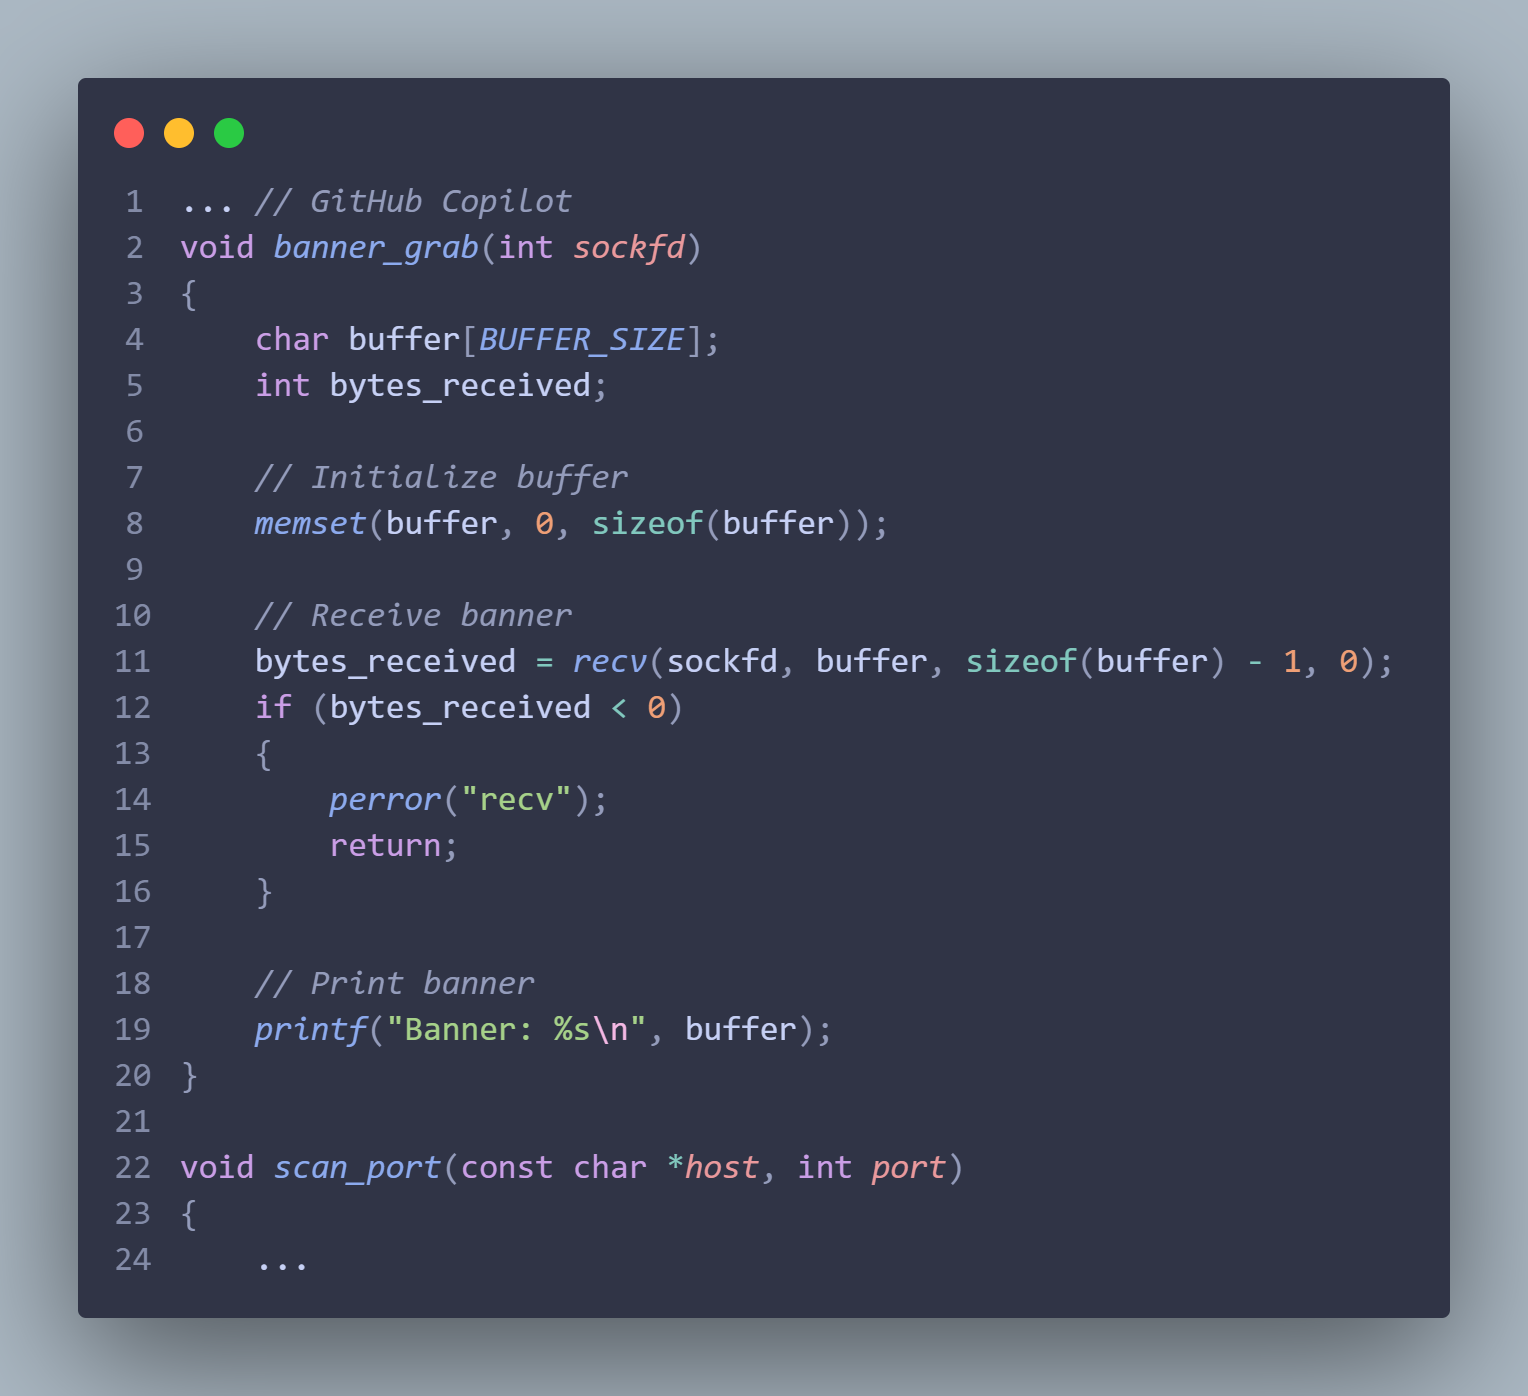 1 ... // GitHub Copilot
2 void banner_grab(int sockfd)
3 {
4     char buffer[BUFFER_SIZE];
5     int bytes_received;
6
7     // Initialize buffer
8     memset(buffer, 0, sizeof(buffer));
9
10     // Receive banner
11     bytes_received = recv(sockfd, buffer, sizeof(buffer) - 1, 0);
12     if (bytes_received < 0)
13     {
14         perror("recv");
15         return;
16     }
17
18     // Print banner
19     printf("Banner: %s\n", buffer);
20 }
21
22 void scan_port(const char *host, int port)
23 {
24     ...